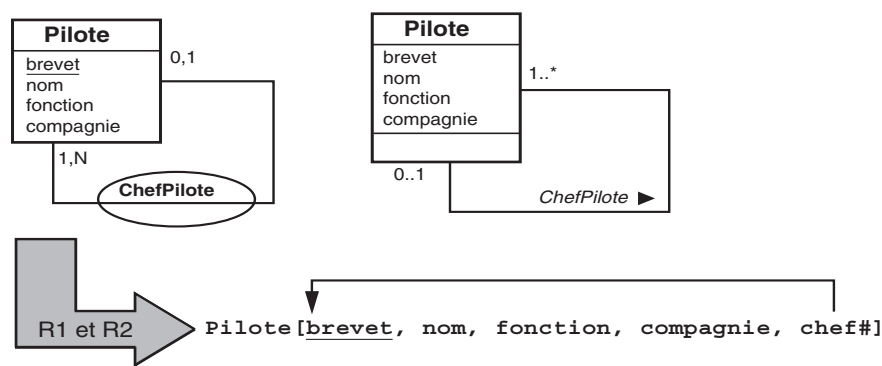 Pilote
brevet
nom
fonction
compagnie
0,1
1,N
ChefPilote
Pilote
brevet
nom
fonction
compagnie
1..*
0..1
ChefPilote ►
R1 et R2
Pilote[brevet, nom, fonction, compagnie, chef#]